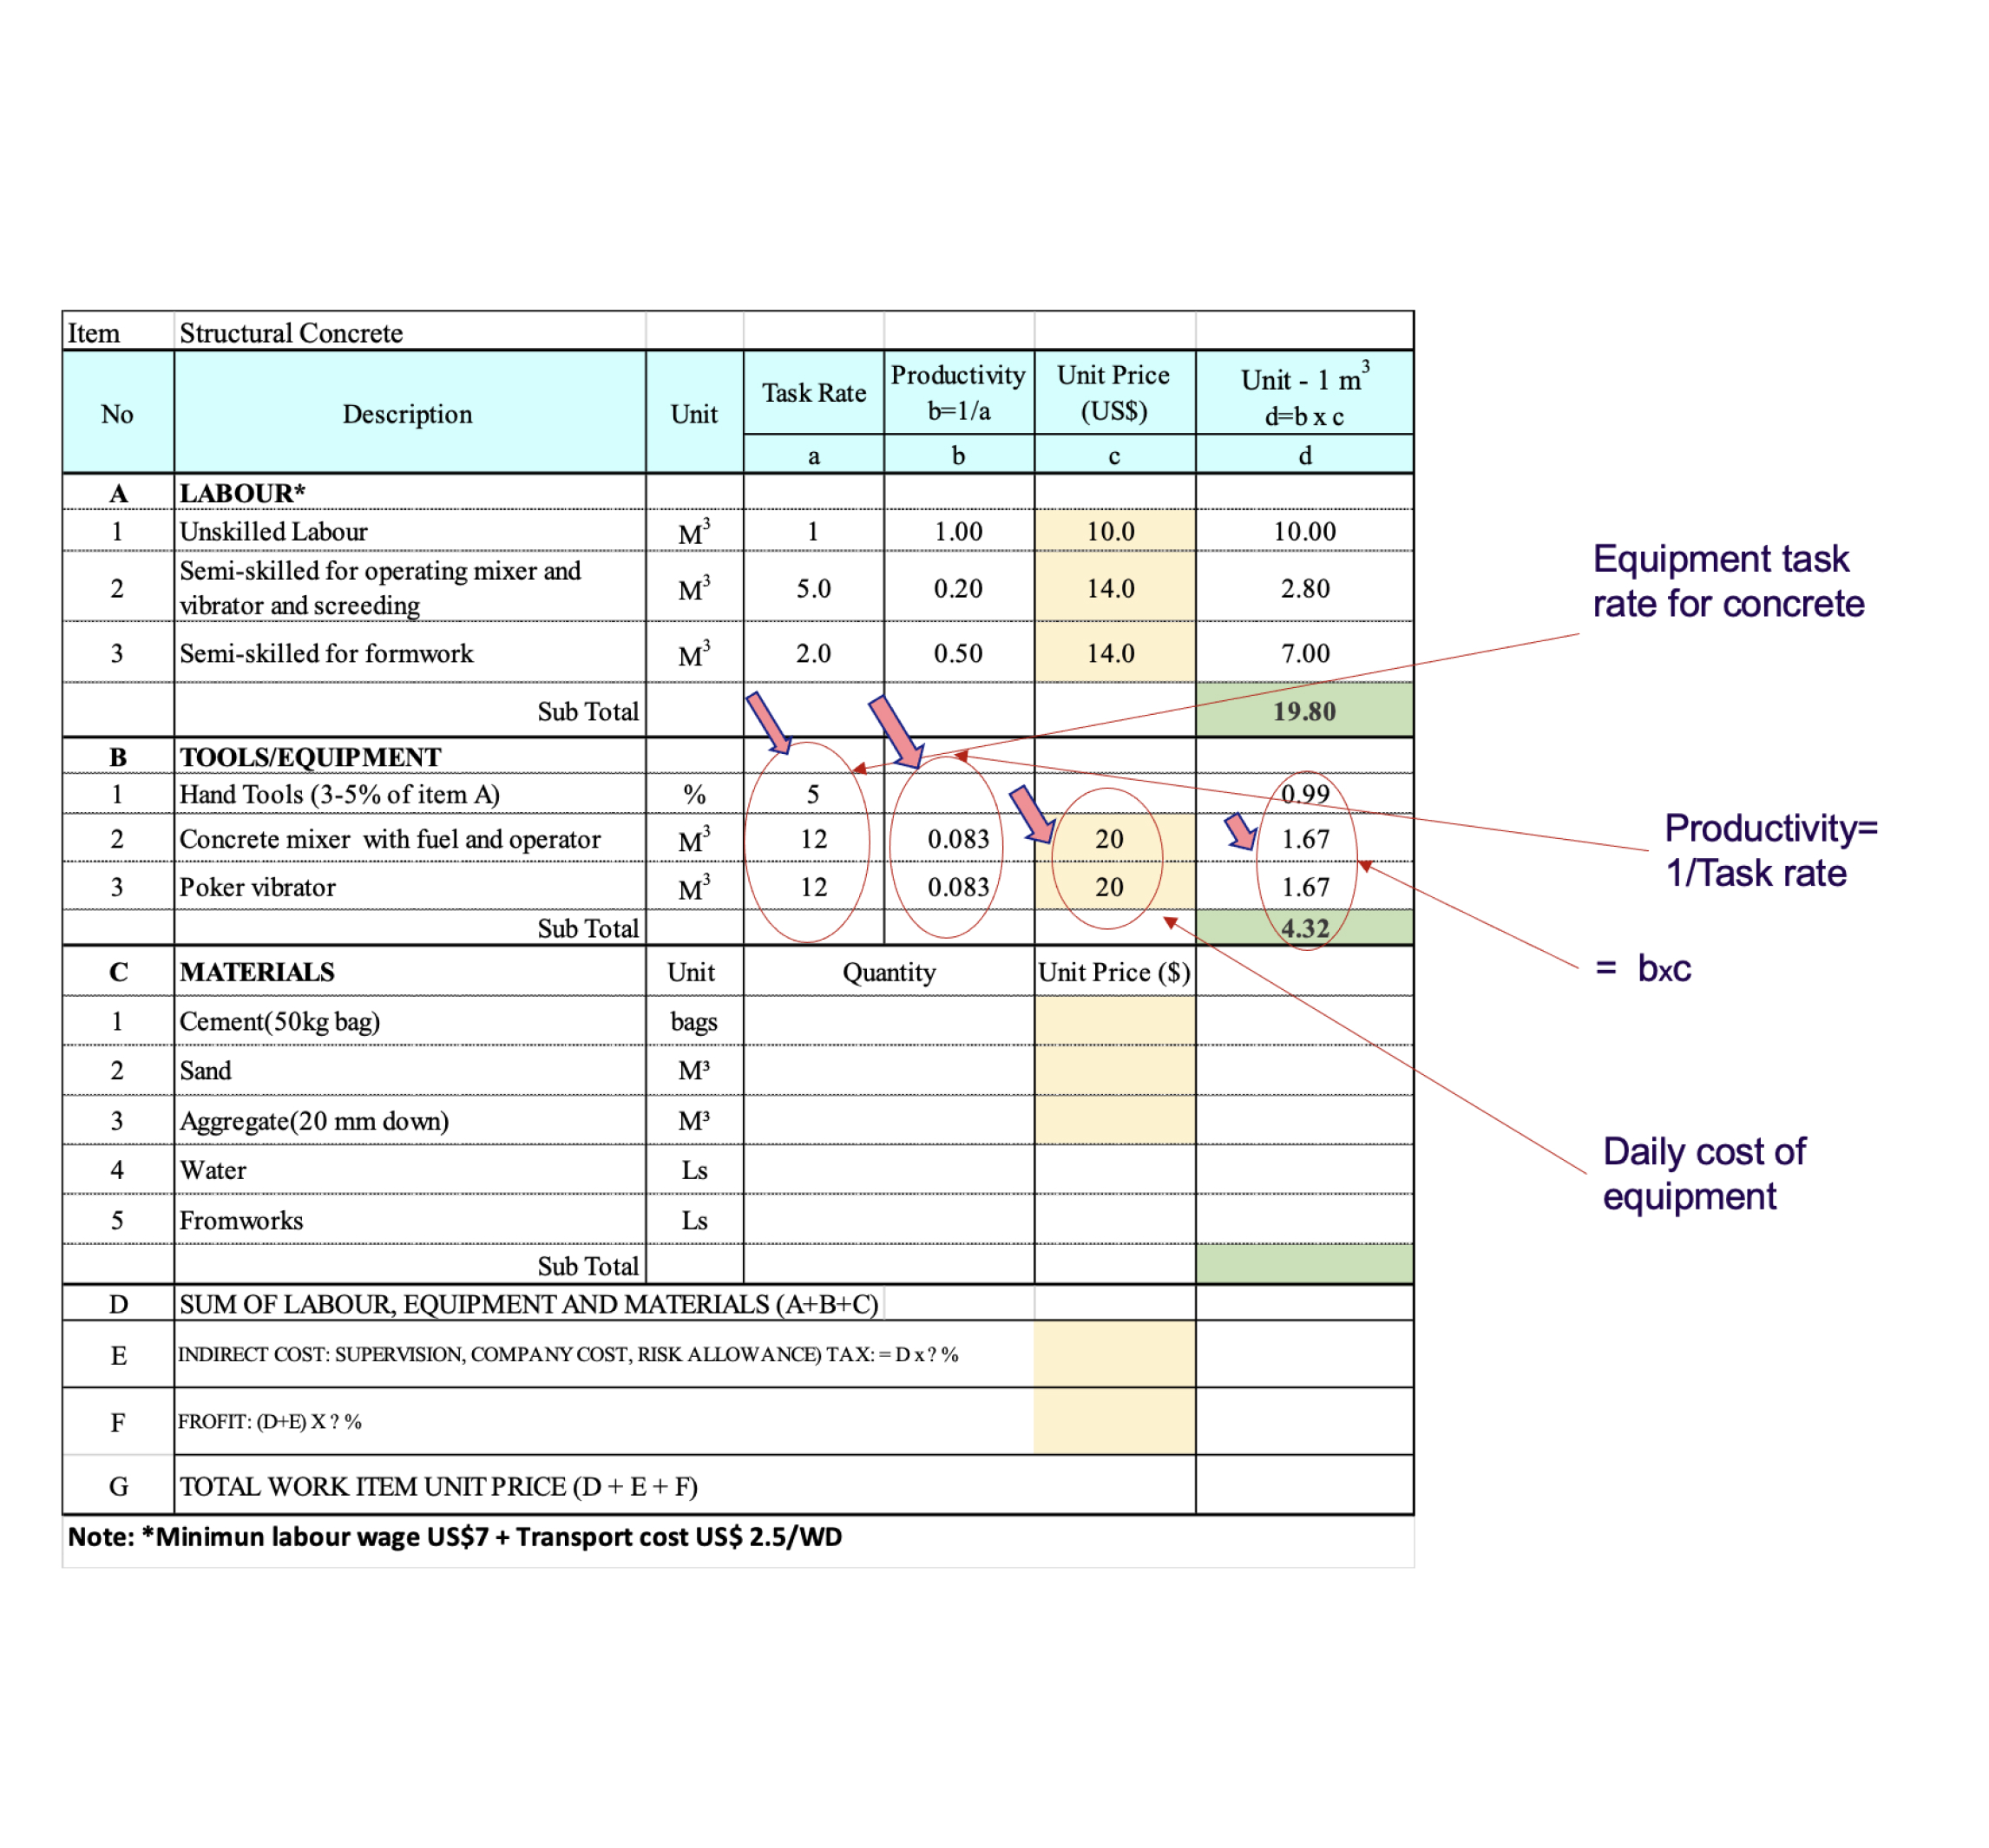 Item Structural Concrete
No Description Unit Task Rate Productivity b=1/a Unit Price (US$) Unit - 1 m³ d=b x c
a b c d
A LABOUR*
1 Unskilled Labour M³ 1 1.00 10.0 10.00
2 Semi-skilled for operating mixer and vibrator and screeding M³ 5.0 0.20 14.0 2.80
3 Semi-skilled for formwork M³ 2.0 0.50 14.0 7.00
Sub Total 19.80
B TOOLS/EQUIPMENT
1 Hand Tools (3-5% of item A) % 5 0.99
2 Concrete mixer with fuel and operator M³ 12 0.083 20 1.67
3 Poker vibrator M³ 12 0.083 20 1.67
Sub Total 4.32
C MATERIALS Unit Quantity Unit Price ($)
1 Cement(50kg bag) bags
2 Sand M³
3 Aggregate(20 mm down) M³
4 Water Ls
5 Fromworks Ls
Sub Total
D SUM OF LABOUR, EQUIPMENT AND MATERIALS (A+B+C)
E INDIRECT COST: SUPERVISION, COMPANY COST, RISK ALLOWANCE) TAX: = D x ? %
F FROFIT: (D+E) X ? %
G TOTAL WORK ITEM UNIT PRICE (D + E + F)
Note: *Minimun labour wage US$7 + Transport cost US$ 2.5/WD
Equipment task
rate for concrete
Productivity=
1/Task rate
= bxc
Daily cost of
equipment